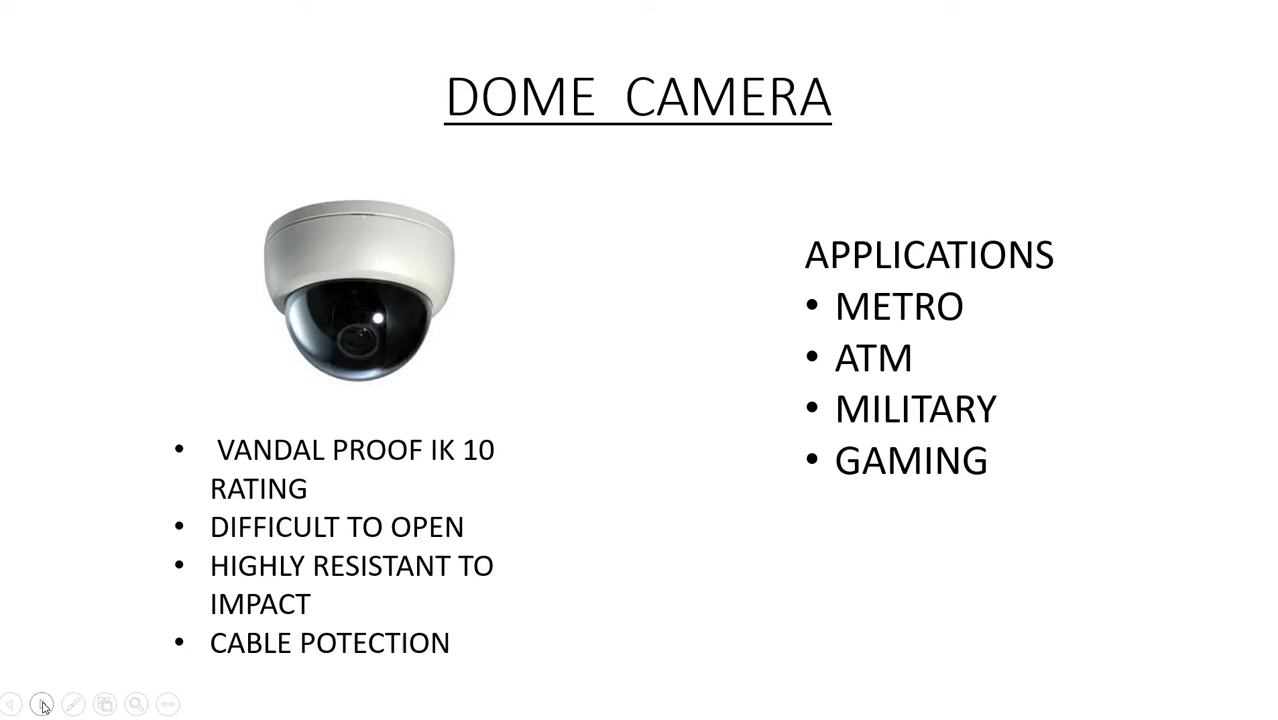 DOME CAMERA
• VANDAL PROOF IK 10
RATING
• DIFFICULT TO OPEN
• HIGHLY RESISTANT TO
IMPACT
• CABLE POTECTION
APPLICATIONS
• METRO
• ATM
• MILITARY
• GAMING